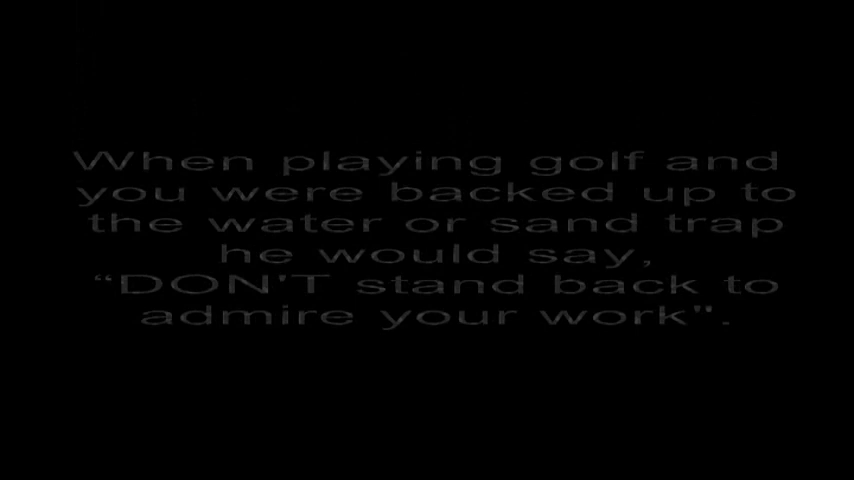 When playing golf and
you were backed up to
the water or sand trap
he would say,
“DON'T stand back to
admire your work".